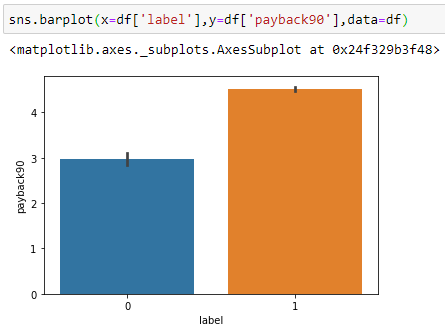 sns.barplot(x=df['label'],y=df['payback90'],data=df)
<matplotlib.axes._subplots.AxesSubplot at 0x24f329b3f48>
4
3
2
1
0
payback90
0 1
label